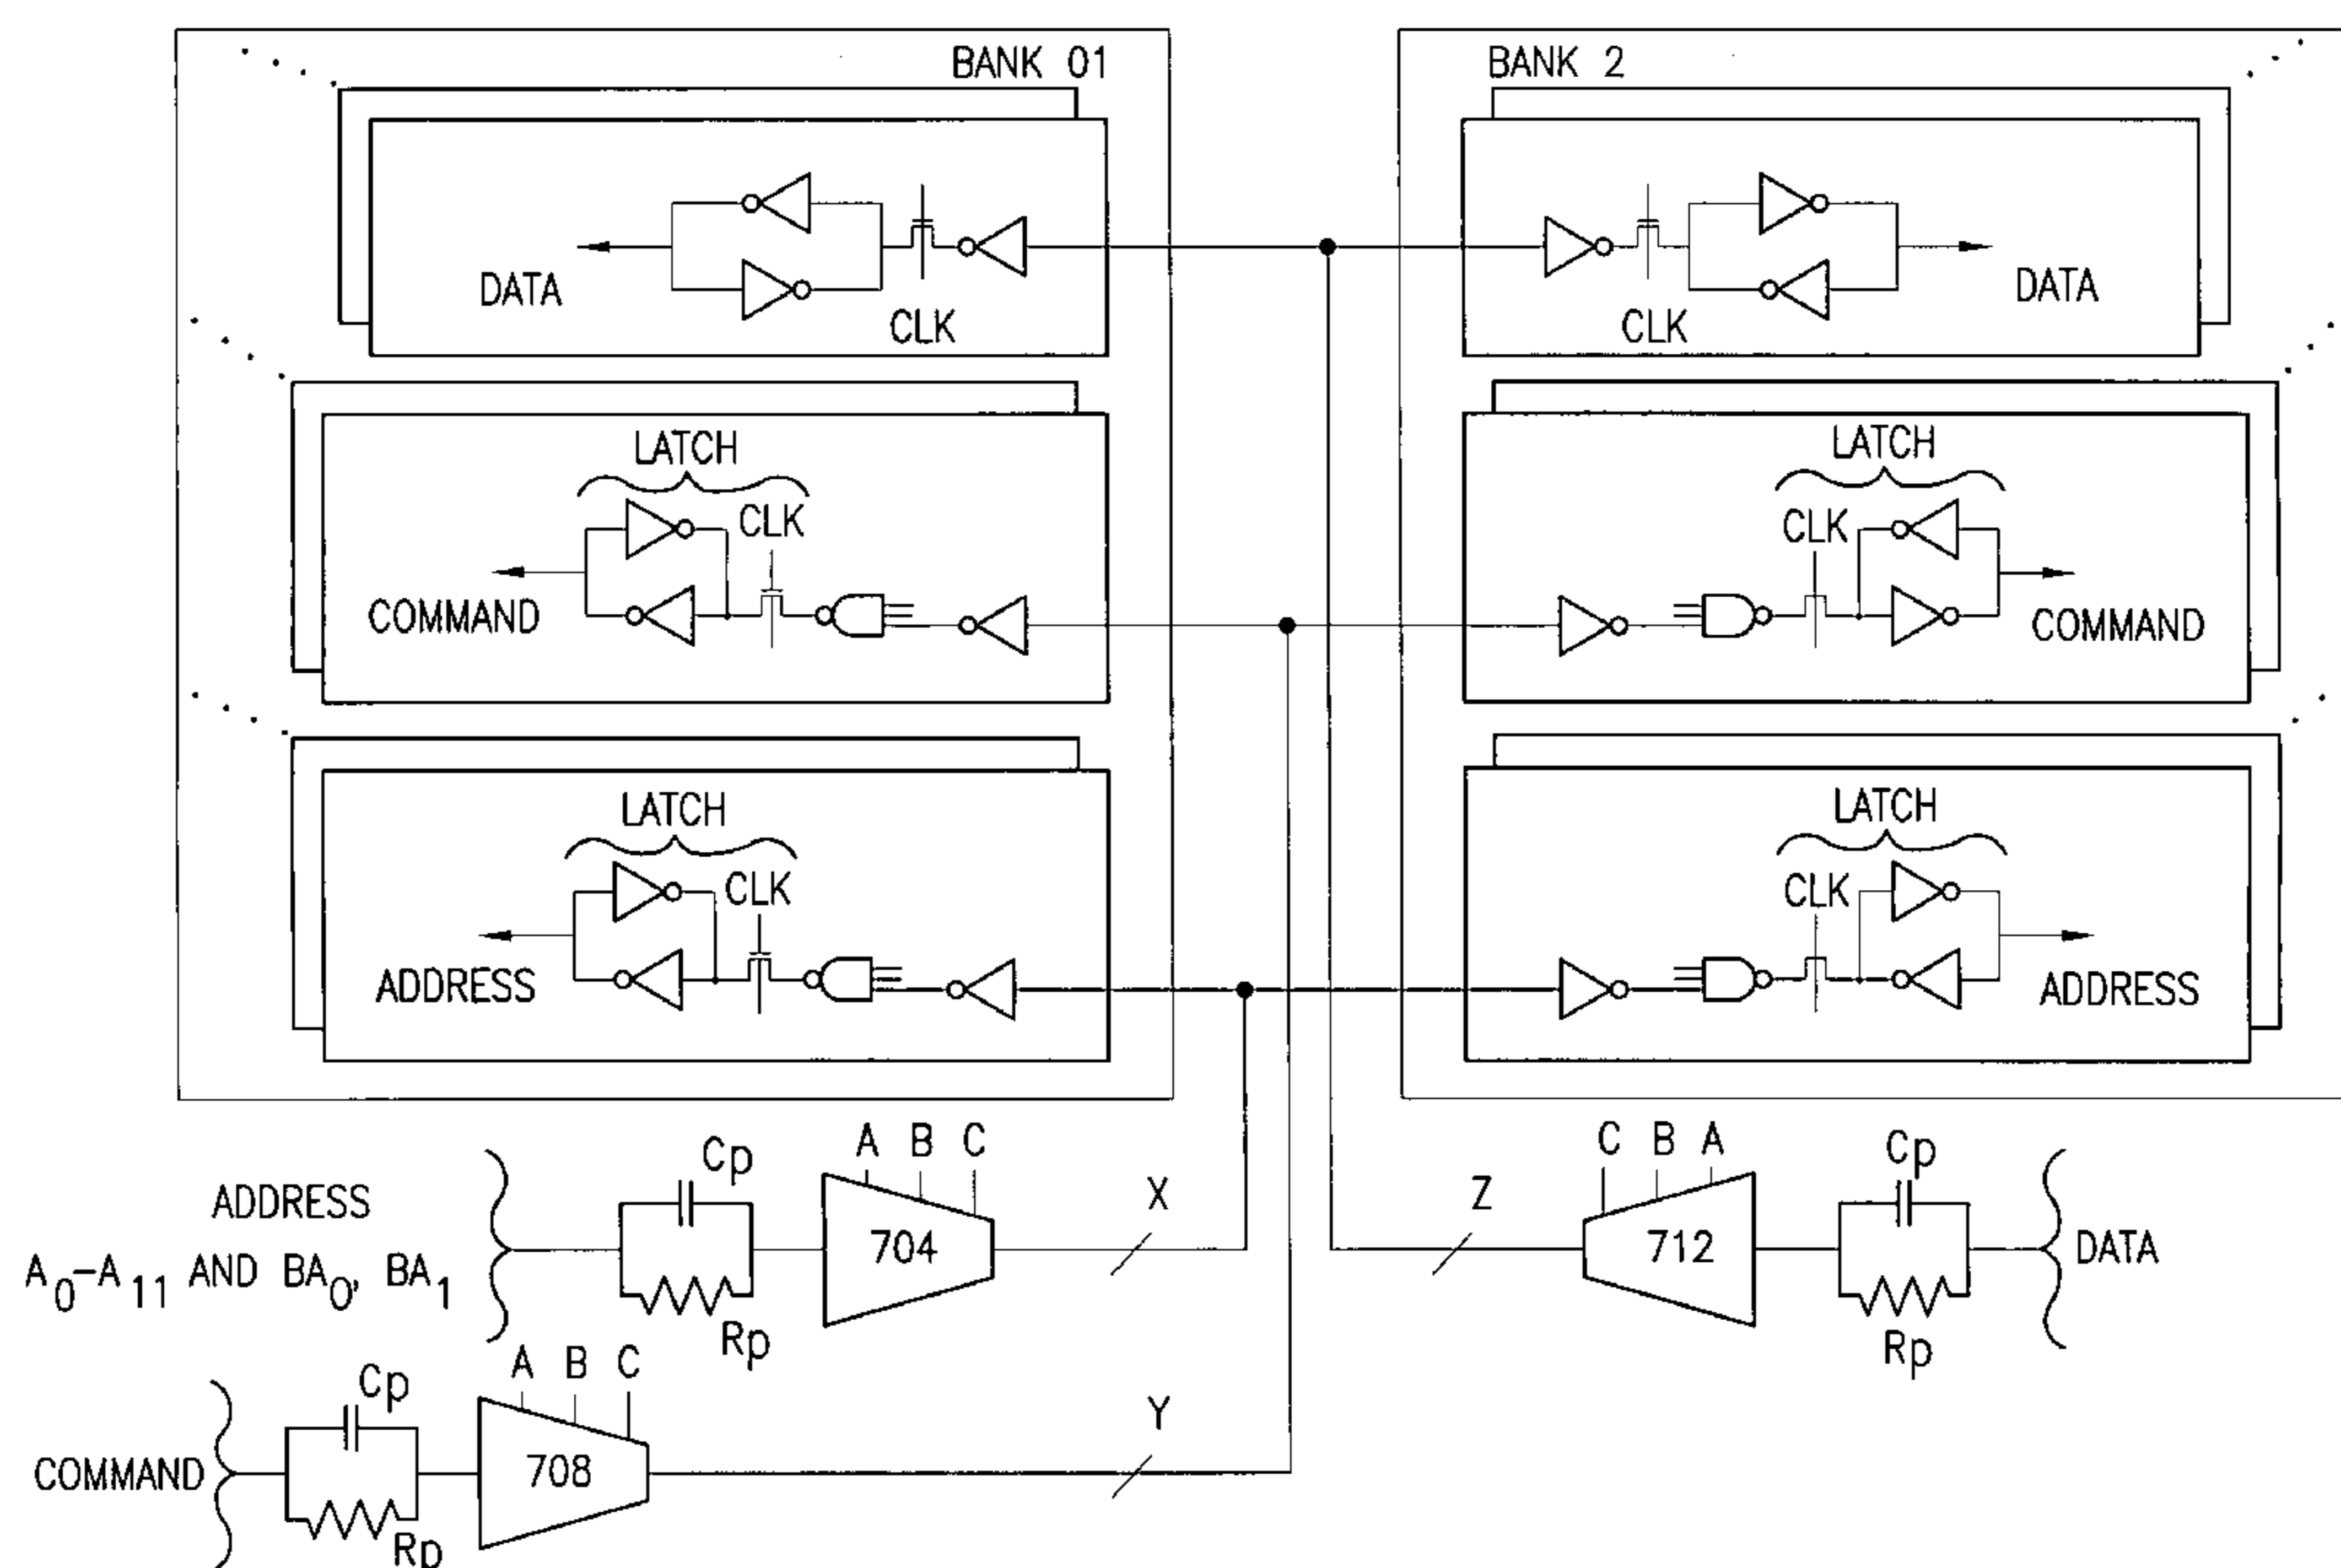 BANK 01
BANK 2
DATA
CLK
CLK
DATA
LATCH
CLK
COMMAND
LATCH
CLK
COMMAND
LATCH
CLK
ADDRESS
LATCH
CLK
ADDRESS
ADDRESS
A0-A11 AND BA0, BA1
Cp
Rp
A B C
704
X
Z
C B A
712
Cp
Rp
DATA
COMMAND
Cp
Rp
A B C
708
Y